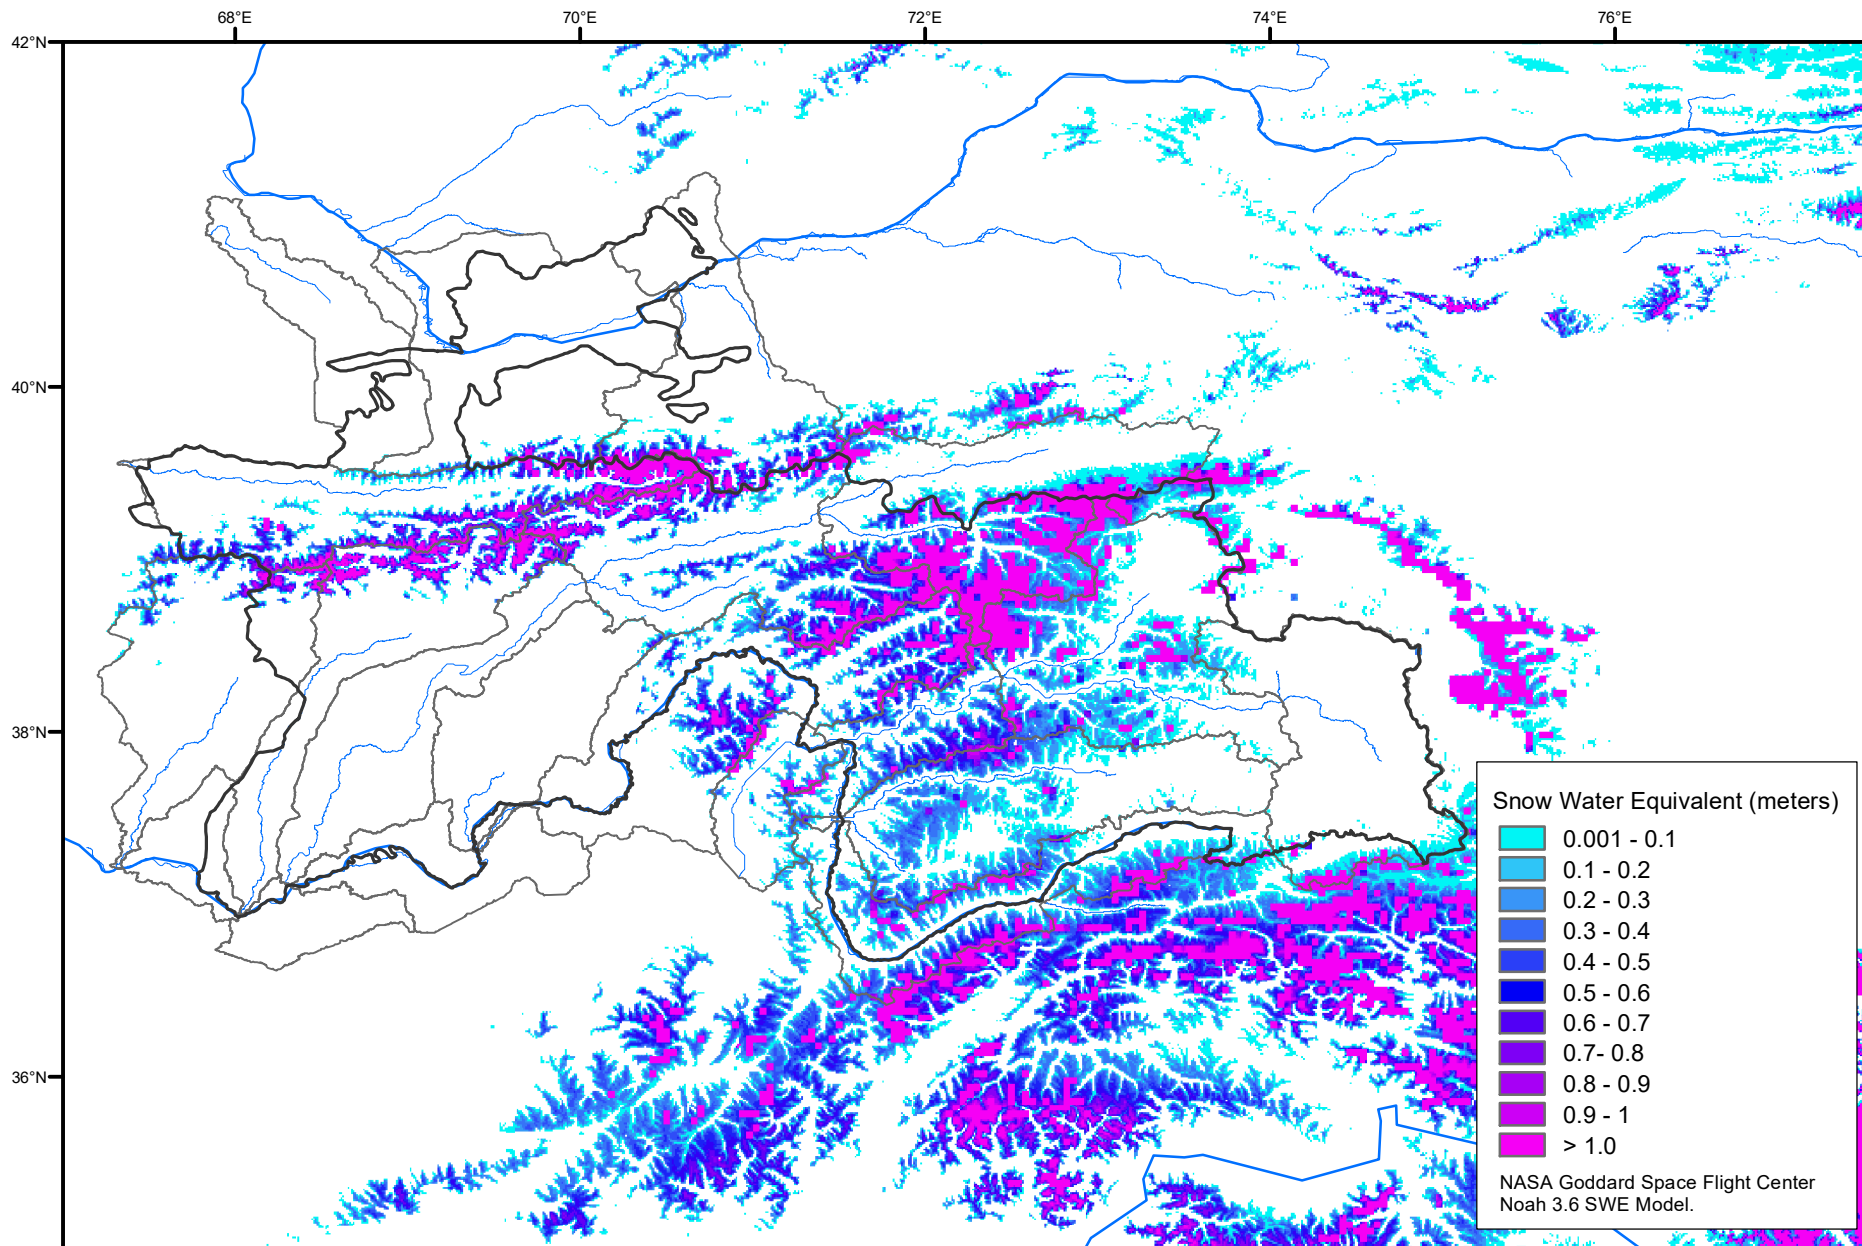 68°E
70°E
72°E
74°E
76°E
42°N
40°N
38°N
36°N
Snow Water Equivalent (meters)
0.001 - 0.1
0.1 - 0.2
0.2 - 0.3
0.3 - 0.4
0.4 - 0.5
0.5 - 0.6
0.6 - 0.7
0.7- 0.8
0.8 - 0.9
0.9 - 1
> 1.0
NASA Goddard Space Flight Center
Noah 3.6 SWE Model.